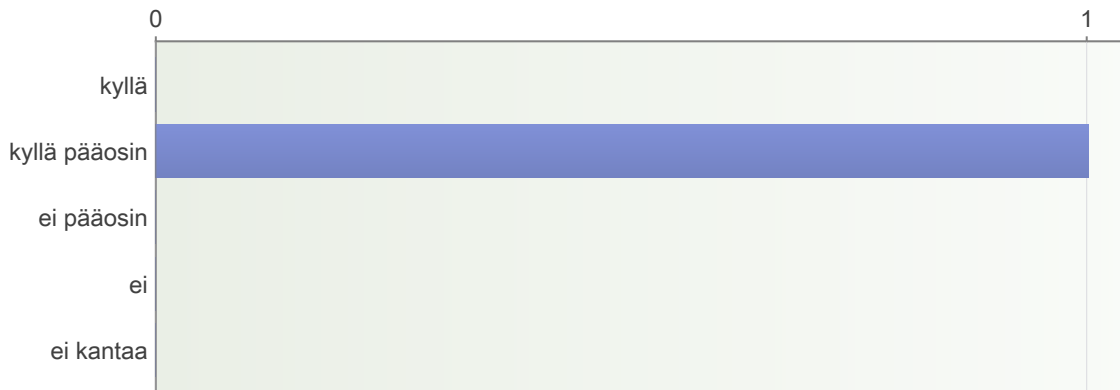 0 1
kyllä
kyllä pääosin
ei pääosin
ei
ei kantaa